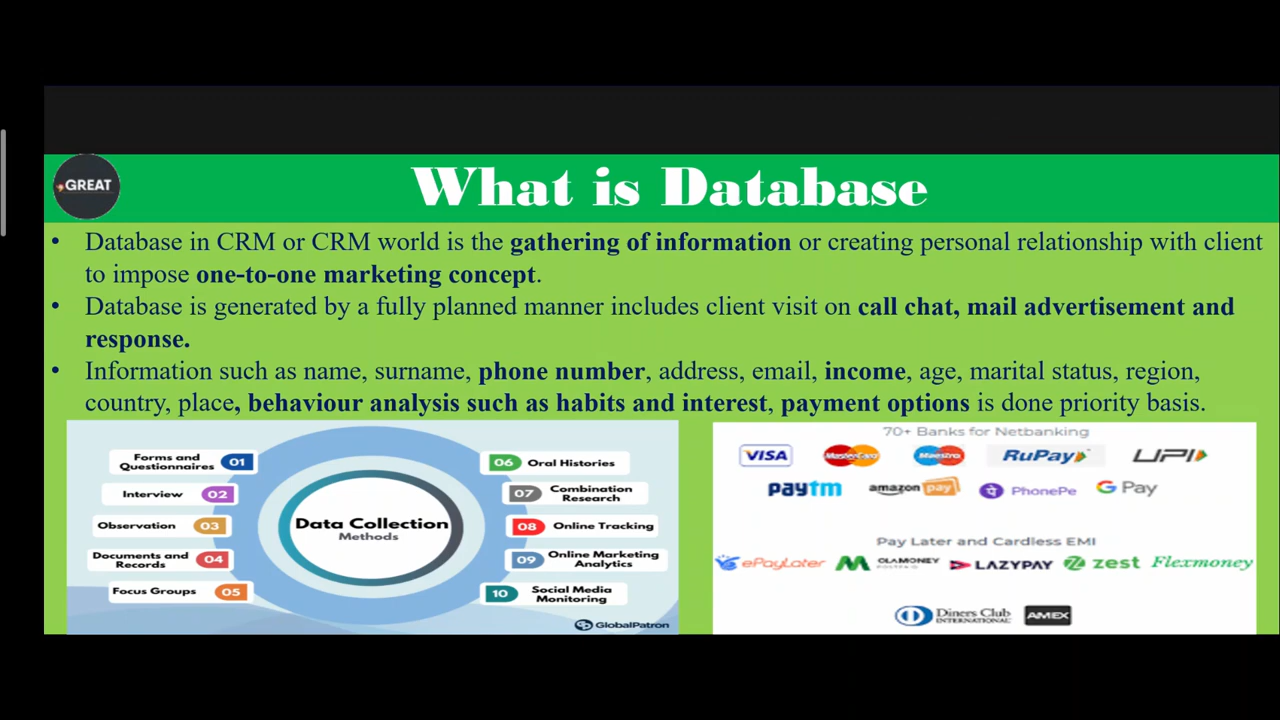 GREAT
What is Database
• Database in CRM or CRM world is the gathering of information or creating personal relationship with client
to impose one-to-one marketing concept.
• Database is generated by a fully planned manner includes client visit on call chat, mail advertisement and
response.
• Information such as name, surname, phone number, address, email, income, age, marital status, region,
country, place, behaviour analysis such as habits and interest, payment options is done priority basis.
Forms and
Questionnaires 01
Interview 02
Observation 03
Documents and
Records 04
Focus Groups 05
Data Collection
Methods
06 Oral Histories
07 Combination
Research
08 Online Tracking
09 Online Marketing
Analytics
10 Social Media
Monitoring
GlobalPatron
70+ Banks for Netbanking
VISA MasterCard Maestro RuPay UPI
paytm amazon pay PhonePe G Pay
Pay Later and Cardless EMI
ePayLater OLAMONEY POSTPAID LAZYPAY zest Flexmoney
Diners Club
INTERNATIONAL
AMEX